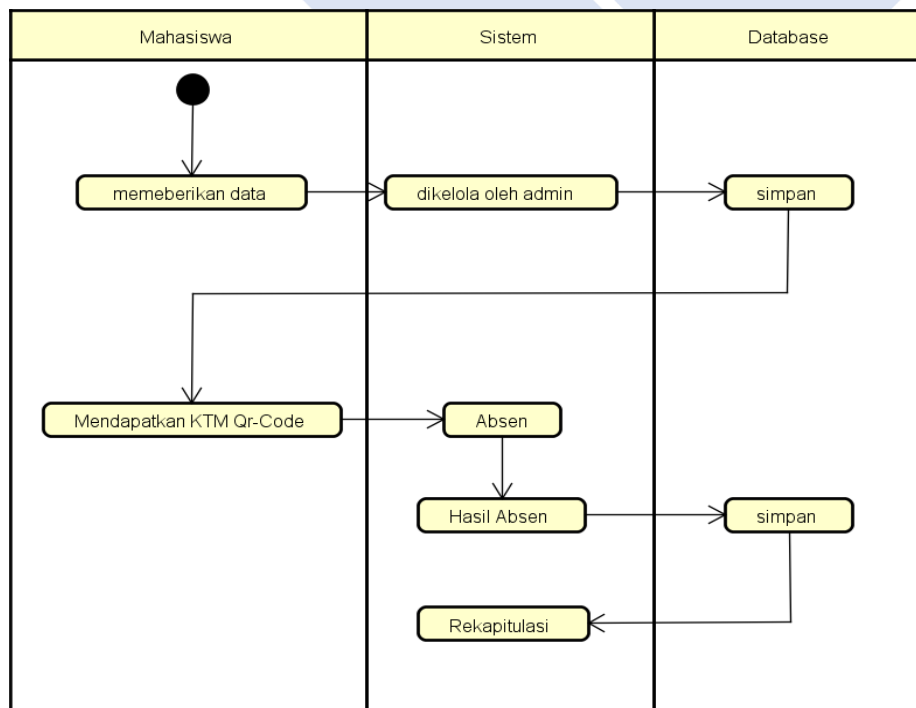 Mahasiswa
Sistem
Database
memeberikan data
dikelola oleh admin
simpan
Mendapatkan KTM Qr-Code
Absen
Hasil Absen
simpan
Rekapitulasi